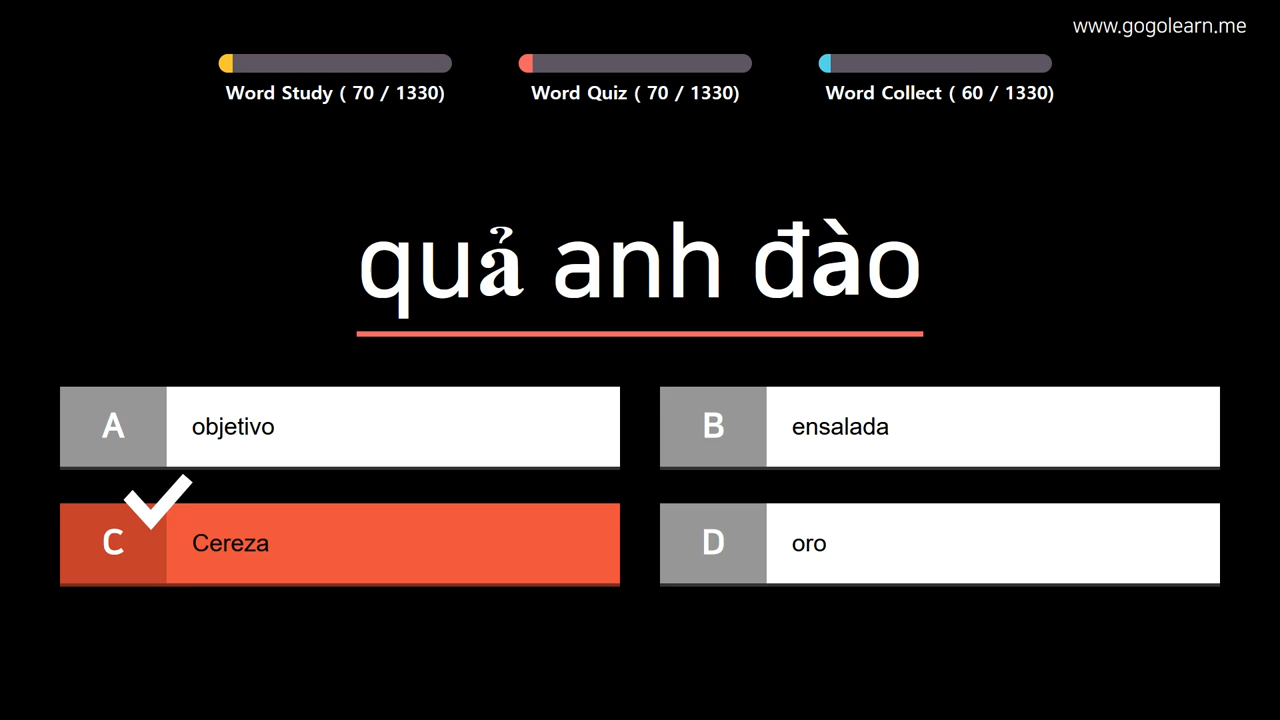 www.gogolearn.me
Word Study ( 70 / 1330)
Word Quiz ( 70 / 1330)
Word Collect ( 60 / 1330)
quả anh đào
A
objetivo
B
ensalada
C
Cereza
D
oro